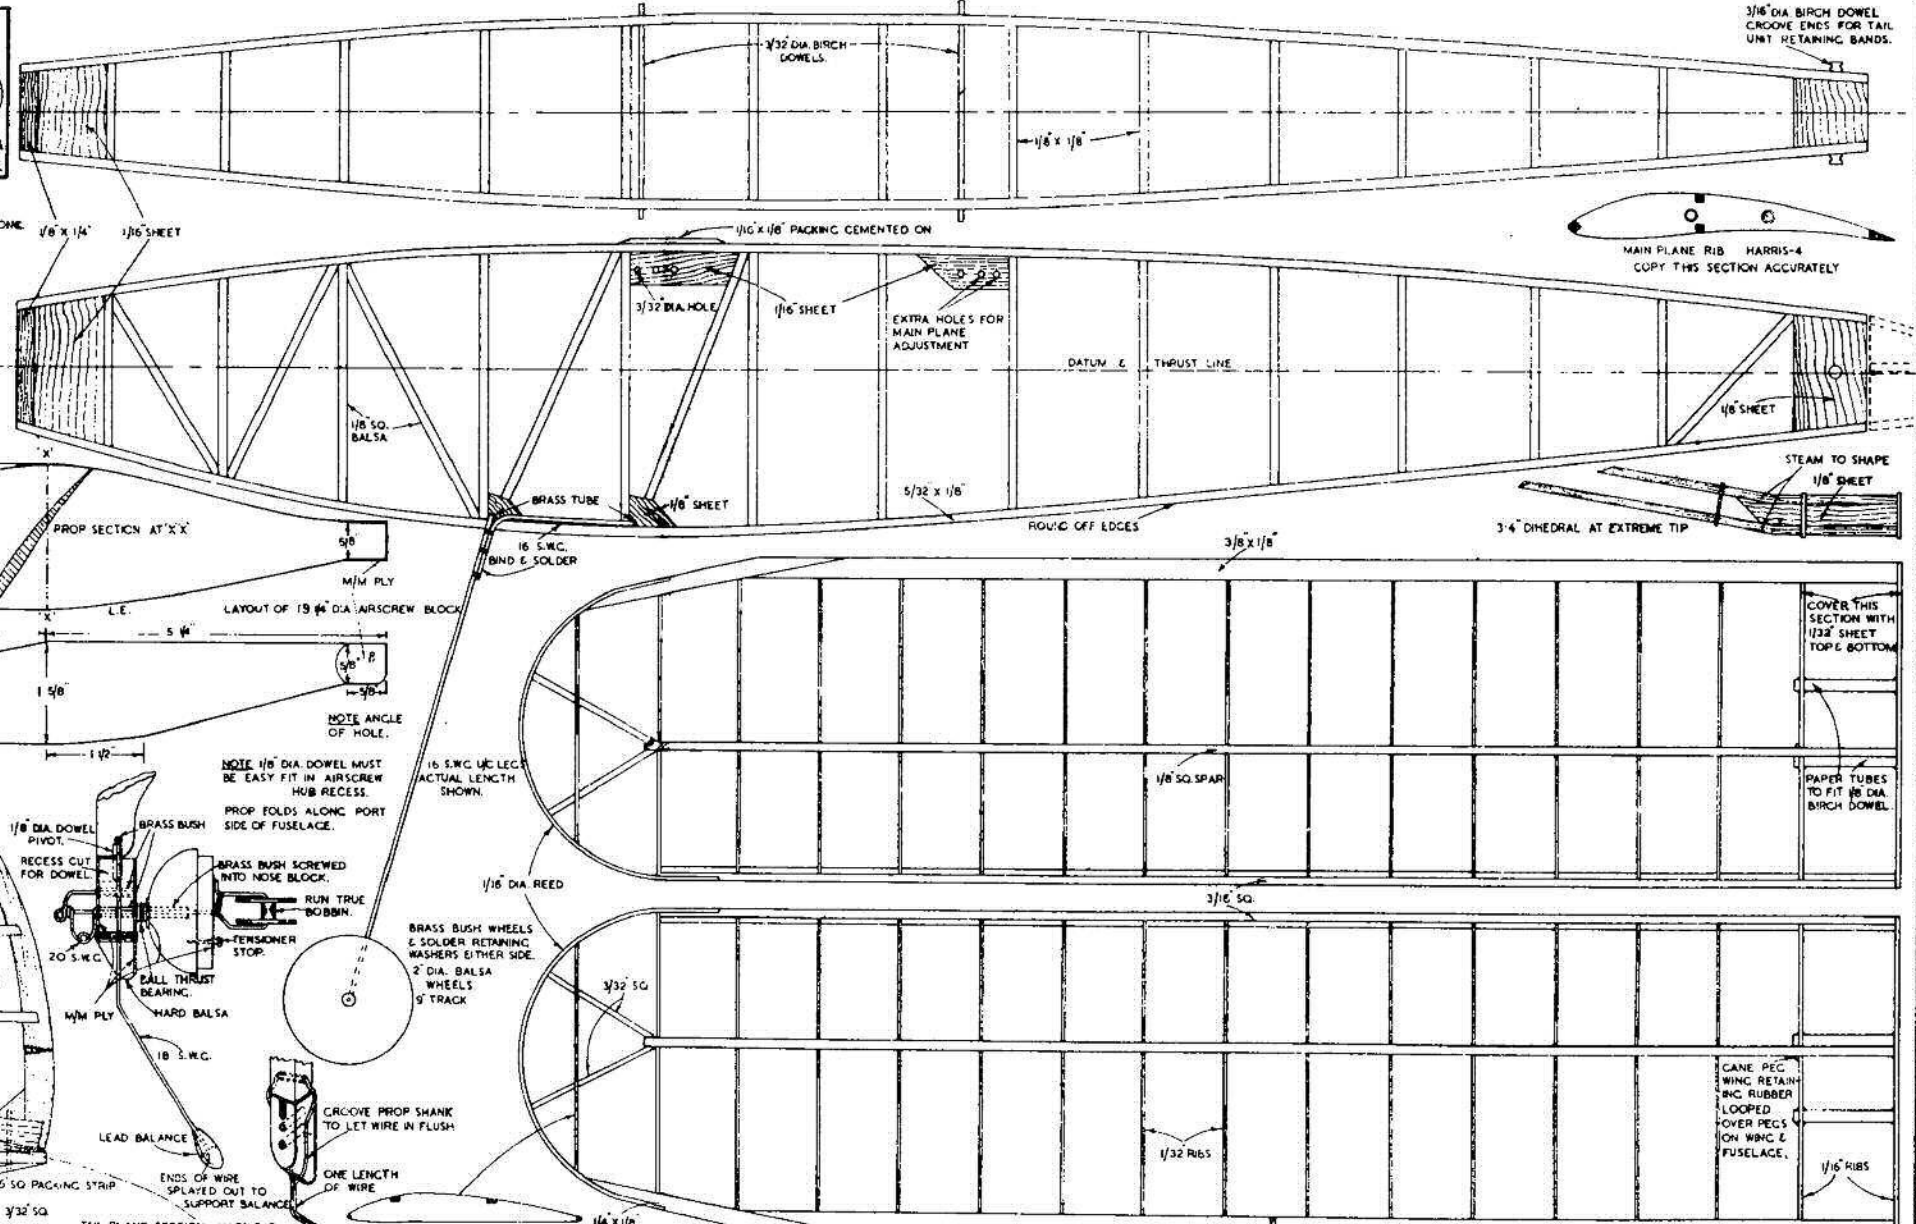 3/16" DIA BIRCH DOWEL
GROOVE ENDS FOR TAIL
UNIT RETAINING BANDS.
3/32" DIA. BIRCH
DOWELS.
1/8" X 1/8"
1/8" X 1/4"
1/16" SHEET
1/16" X 1/8" PACKING CEMENTED ON
MAIN PLANE RIB HARRIS-4
COPY THIS SECTION ACCURATELY
3/32" DIA. HOLE
1/16" SHEET
EXTRA HOLES FOR
MAIN PLANE
ADJUSTMENT
DATUM & THRUST LINE
1/8" SHEET
1/8 SQ.
BALSA
'X'
PROP SECTION AT 'X X'
BRASS TUBE
1/8" SHEET
5/32" X 1/8"
ROUND OFF EDGES
STEAM TO SHAPE
1/8" SHEET
3·4" DIHEDRAL AT EXTREME TIP
5/8"
16 S.W.G.
BIND & SOLDER
M/M PLY
L.E.
'X'
LAYOUT OF 19 1/4" DIA AIRSCREW BLOCK
5 1/4"
1 5/8"
5/8"
5/8"
1 1/2"
NOTE ANGLE
OF HOLE.
3/8" X 1/8"
COVER THIS
SECTION WITH
1/32" SHEET
TOP & BOTTOM
NOTE 1/8" DIA. DOWEL MUST
BE EASY FIT IN AIRSCREW
HUB RECESS.
PROP FOLDS ALONG PORT
SIDE OF FUSELAGE.
16 S.W.G U/C LEGS
ACTUAL LENGTH
SHOWN.
1/8" SQ. SPAR
PAPER TUBES
TO FIT 1/8" DIA.
BIRCH DOWEL.
1/8" DIA. DOWEL
PIVOT.
BRASS BUSH
RECESS CUT
FOR DOWEL.
BRASS BUSH SCREWED
INTO NOSE BLOCK.
RUN TRUE
BOBBIN.
TENSIONER
STOP.
20 S.W.G.
BALL THRUST
BEARING.
M/M PLY
HARD BALSA
18 S.W.G.
1/16" DIA. REED
3/16" SQ.
BRASS BUSH WHEELS
& SOLDER RETAINING
WASHERS EITHER SIDE.
2" DIA. BALSA
WHEELS
9" TRACK
3/32" SQ
GROOVE PROP SHANK
TO LET WIRE IN FLUSH
LEAD BALANCE
ONE LENGTH
OF WIRE
ENDS OF WIRE
SPLAYED OUT TO
SUPPORT BALANCE
SQ PACKING STRIP
3/32" SQ
CANE PEG
WING RETAIN-
ING RUBBER
LOOPED
OVER PEGS
ON WING &
FUSELAGE.
1/32 RIBS
1/16" RIBS
1/4" X 1/8"